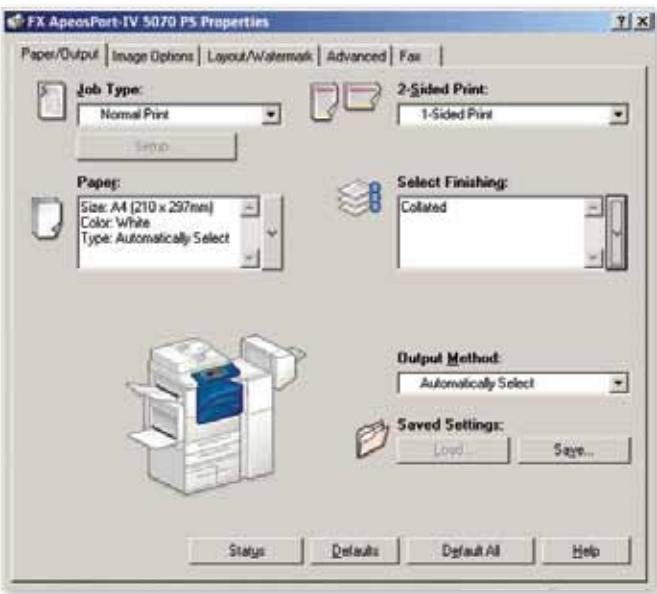 FX ApeosPort-IV 5070 PS Properties
Paper/Output
Image Options
Layout/Watermark
Advanced
Fax
Job Type:
Normal Print
Setup...
2-Sided Print:
1-Sided Print
Paper:
Size: A4 (210 x 297mm)
Color: White
Type: Automatically Select
Select Finishing:
Collated
Output Method:
Automatically Select
Saved Settings:
Load...
Save...
Status
Defaults
Default All
Help